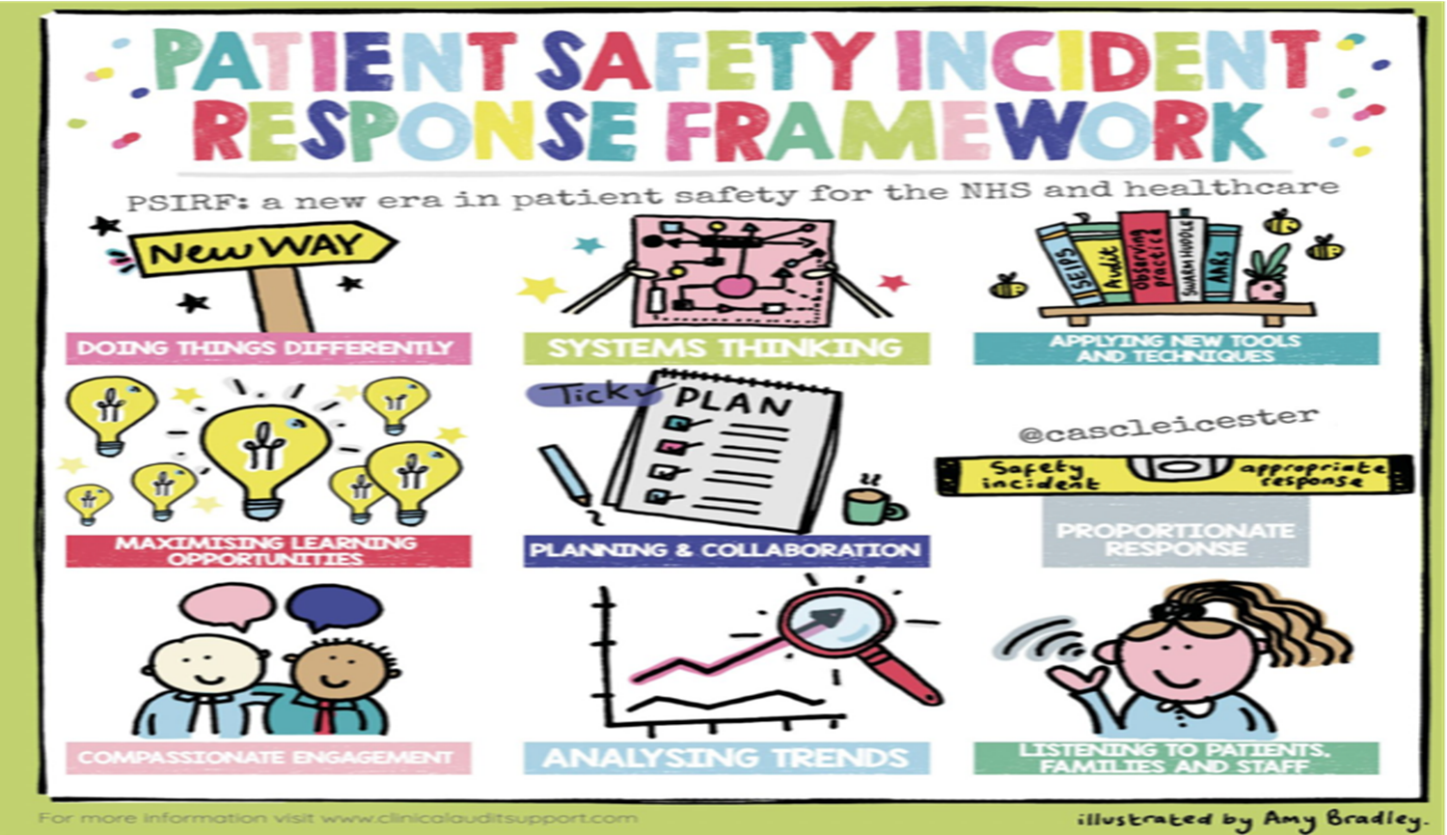 PATIENT SAFETY INCIDENT
RESPONSE FRAMEWORK
PSIRF: a new era in patient safety for the NHS and healthcare
New WAY
DOING THINGS DIFFERENTLY
SYSTEMS THINKING
SEIPS
Audit
Observing practice
SWARM HUDDLE
AARs
APPLYING NEW TOOLS
AND TECHNIQUES
MAXIMISING LEARNING
OPPORTUNITIES
Tick
PLAN
PLANNING & COLLABORATION
@cascleicester
Safety
incident
appropriate
response
PROPORTIONATE
RESPONSE
COMPASSIONATE ENGAGEMENT
ANALYSING TRENDS
LISTENING TO PATIENTS,
FAMILIES AND STAFF
For more information visit www.clinicalauditsupport.com
illustrated by Amy Bradley.